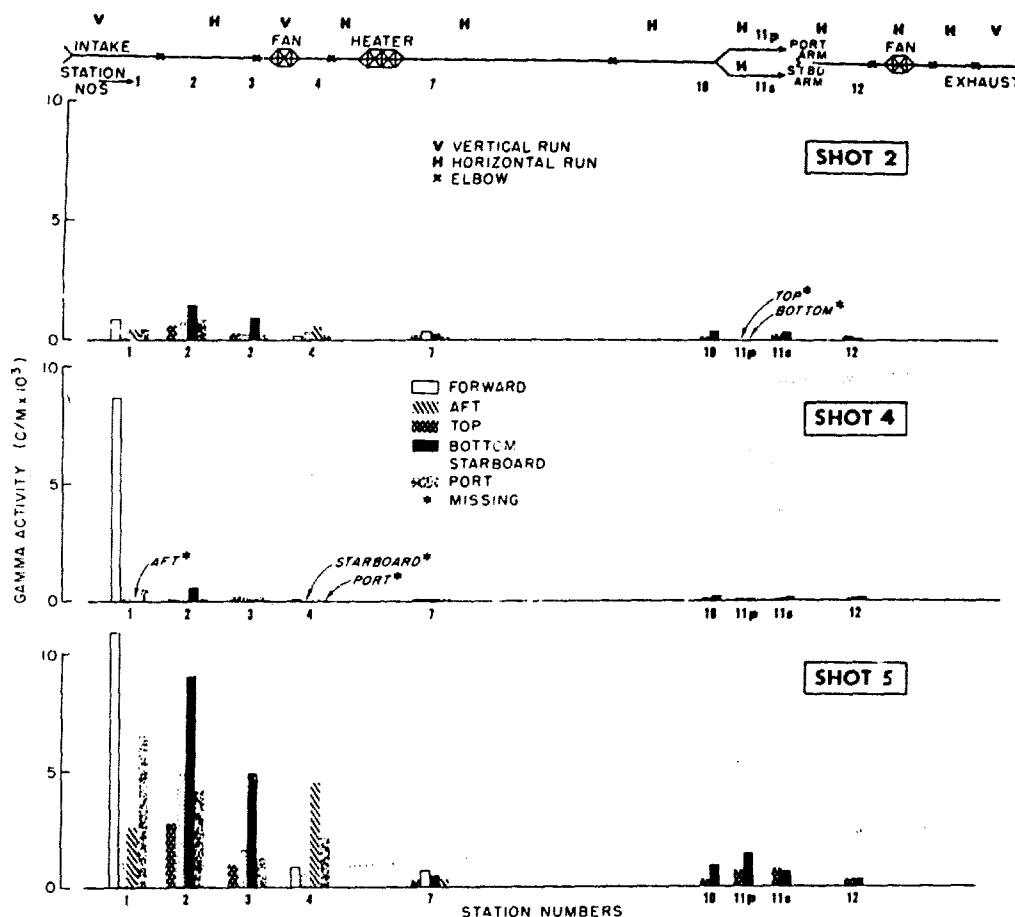 V H V H H H H H H H V
INTAKE FAN HEATER 11p PORT ARM FAN
STATION NOS 1 2 3 4 7 10 H 11s STBD ARM 12 EXHAUST
10
V VERTICAL RUN
H HORIZONTAL RUN
x ELBOW
SHOT 2
5
TOP*
BOTTOM*
0
1 2 3 4 7 10 11p 11s 12
10
FORWARD
AFT
TOP
BOTTOM
STARBOARD
PORT
* MISSING
SHOT 4
GAMMA ACTIVITY (C/M x 10³)
5
AFT*
STARBOARD*
PORT*
0
1 2 3 4 7 10 11p 11s 12
10
SHOT 5
5
0
1 2 3 4 7 10 11p 11s 12
STATION NUMBERS